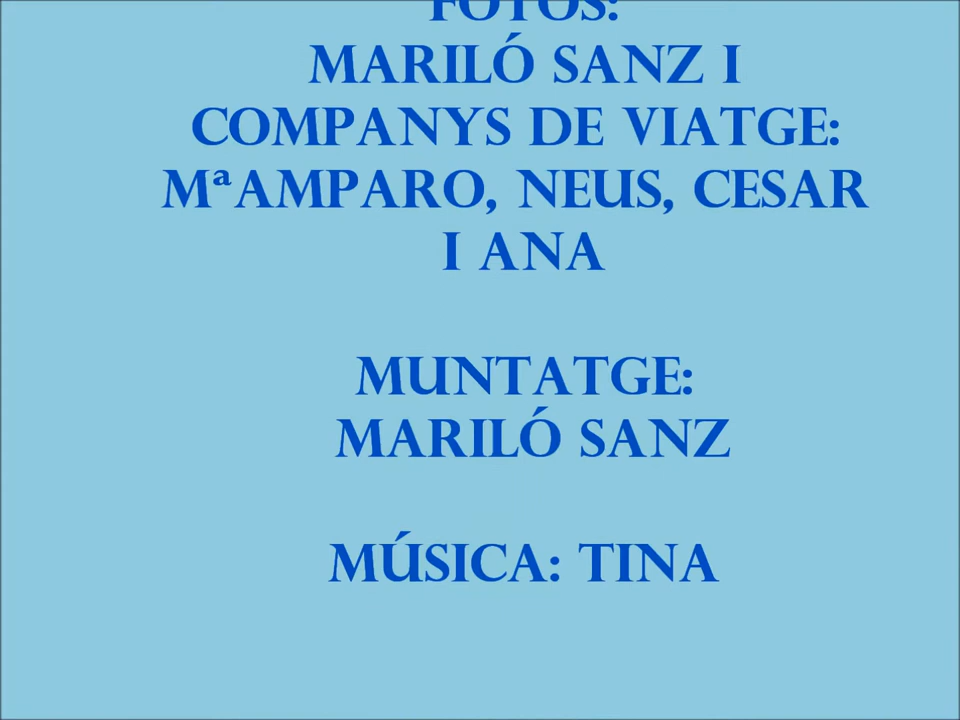 FOTOS:
MARILÓ SANZ I
COMPANYS DE VIATGE:
MªAMPARO, NEUS, CESAR
I ANA
MUNTATGE:
MARILÓ SANZ
MÚSICA: TINA